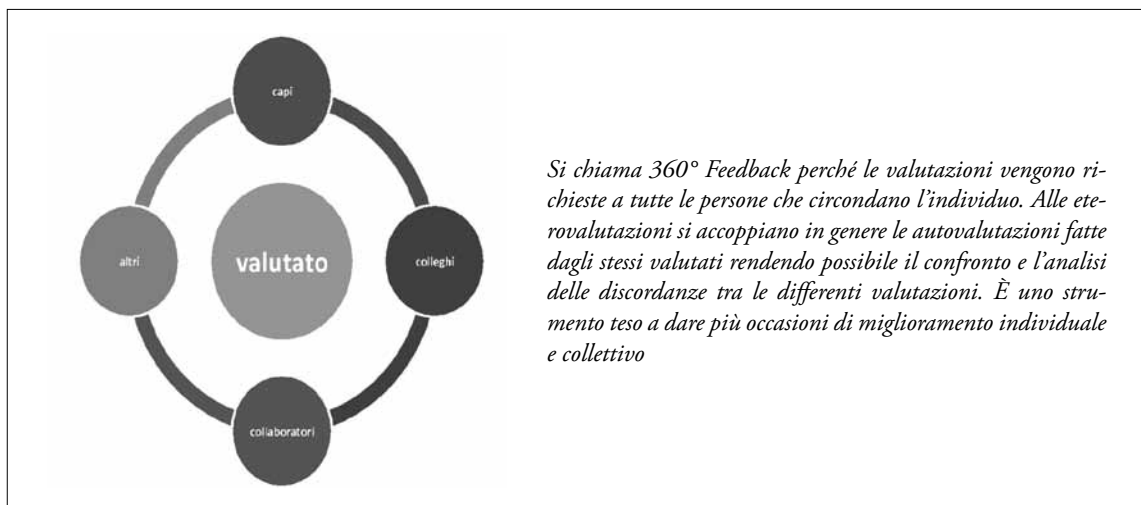 capi
altri
valutato
colleghi
collaboratori
Si chiama 360° Feedback perché le valutazioni vengono ri-
chieste a tutte le persone che circondano l'individuo. Alle ete-
rovalutazioni si accoppiano in genere le autovalutazioni fatte
dagli stessi valutati rendendo possibile il confronto e l'analisi
delle discordanze tra le differenti valutazioni. È uno stru-
mento teso a dare più occasioni di miglioramento individuale
e collettivo